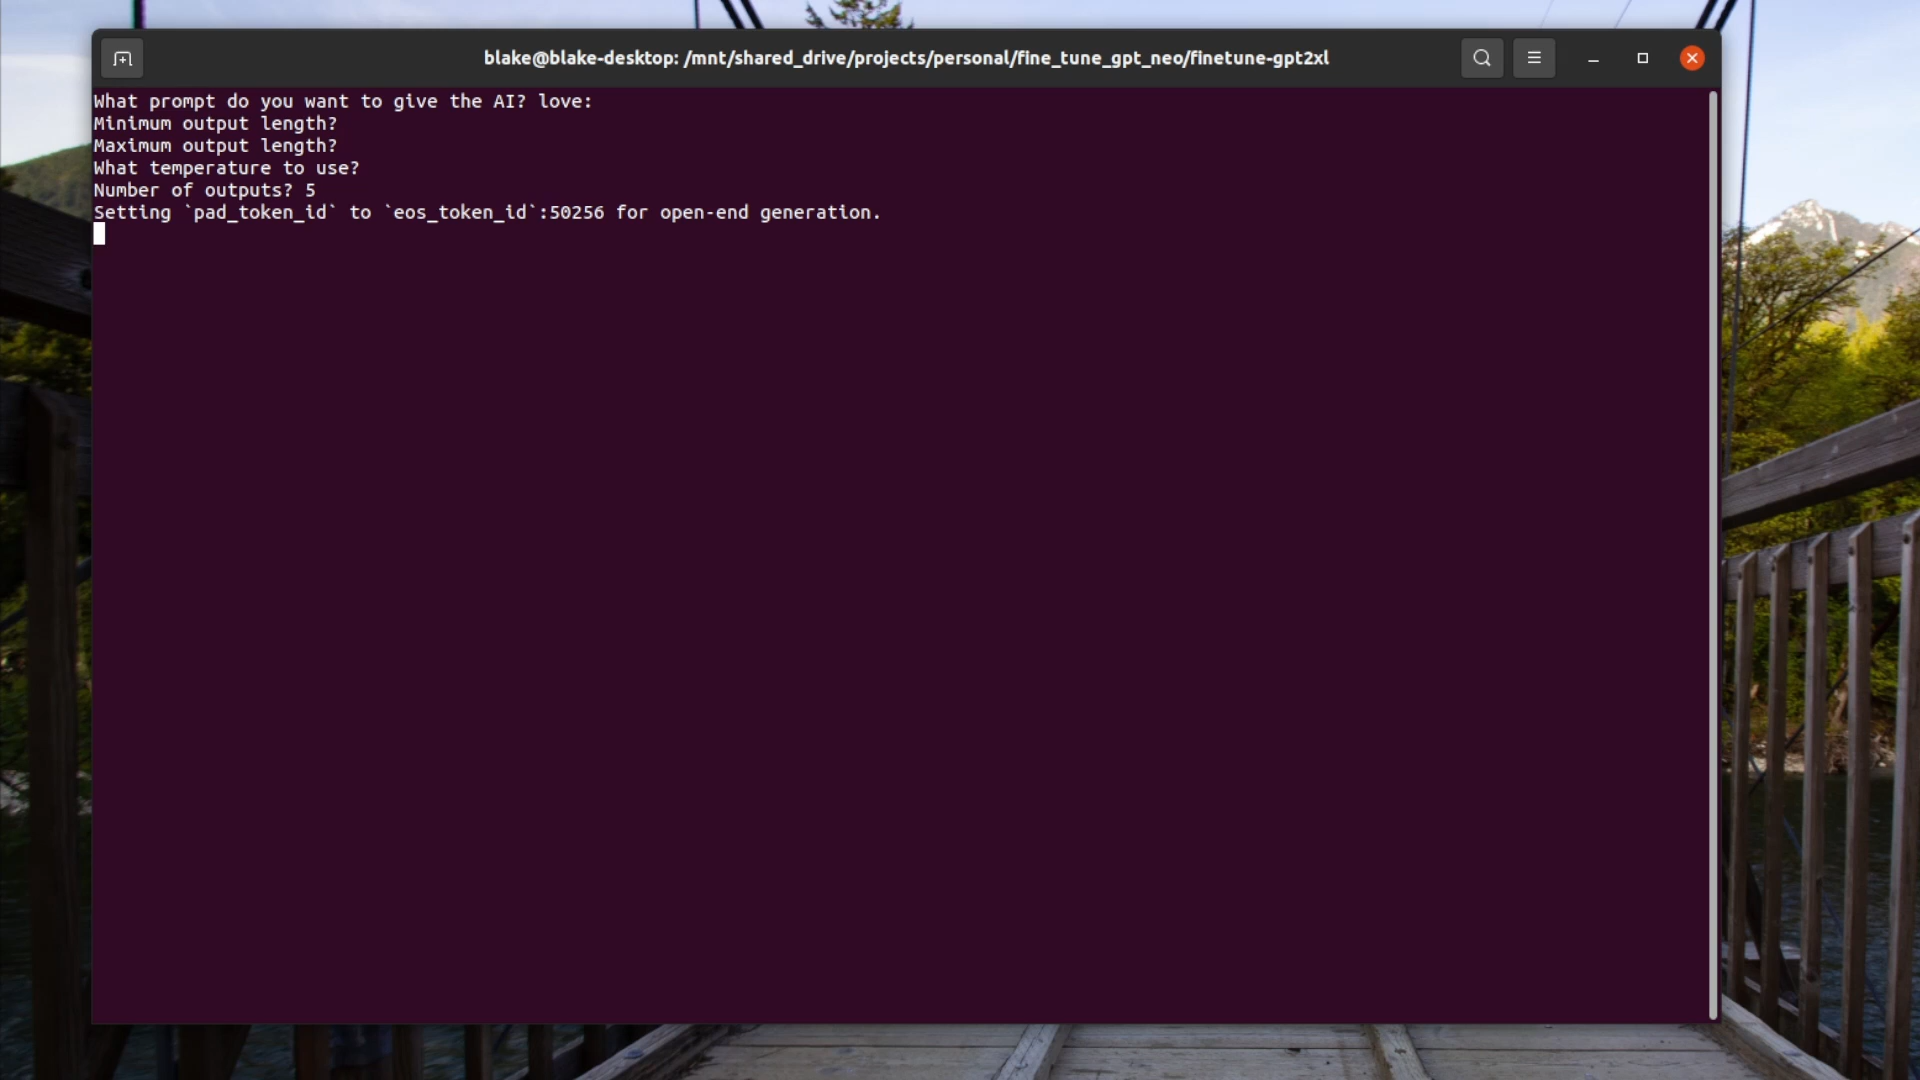 blake@blake-desktop: /mnt/shared_drive/projects/personal/fine_tune_gpt_neo/finetune-gpt2xl
What prompt do you want to give the AI? love:
Minimum output length?
Maximum output length?
What temperature to use?
Number of outputs? 5
Setting `pad_token_id` to `eos_token_id`:50256 for open-end generation.